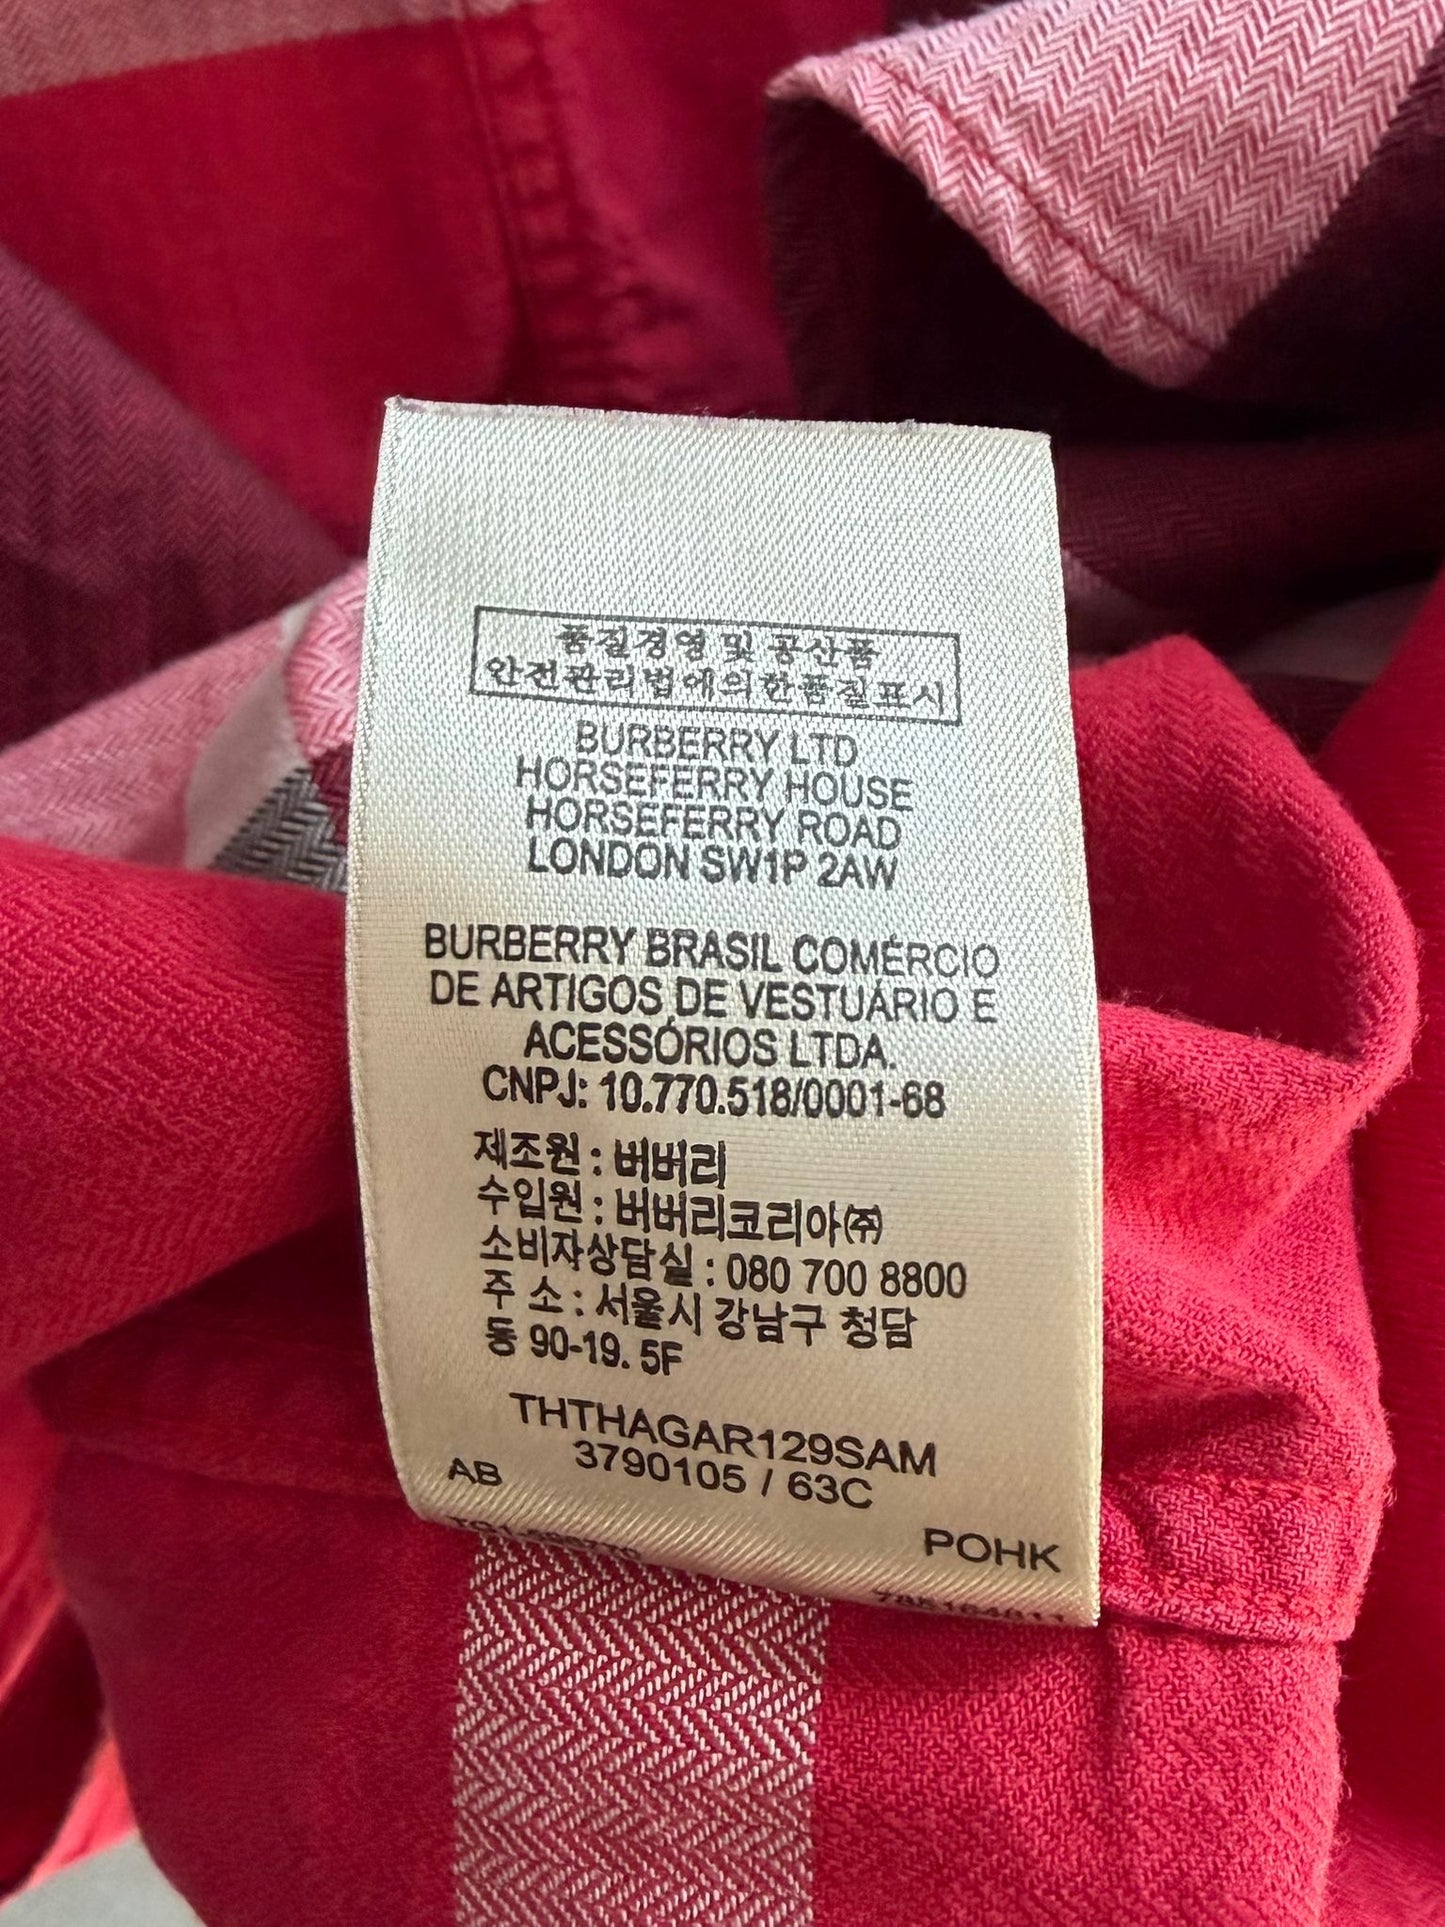 품질경영 및 공산품
안전관리법에의한품질표시
BURBERRY LTD
HORSEFERRY HOUSE
HORSEFERRY ROAD
LONDON SW1P 2AW
BURBERRY BRASIL COMÉRCIO
DE ARTIGOS DE VESTUÁRIO E
ACESSÓRIOS LTDA.
CNPJ: 10.770.518/0001-68
제조원 : 버버리
수입원 : 버버리코리아㈜
소비자상담실 : 080 700 8800
주 소 : 서울시 강남구 청담
동 90-19. 5F
THTHAGAR129SAM
3790105 / 63C
AB
POHK